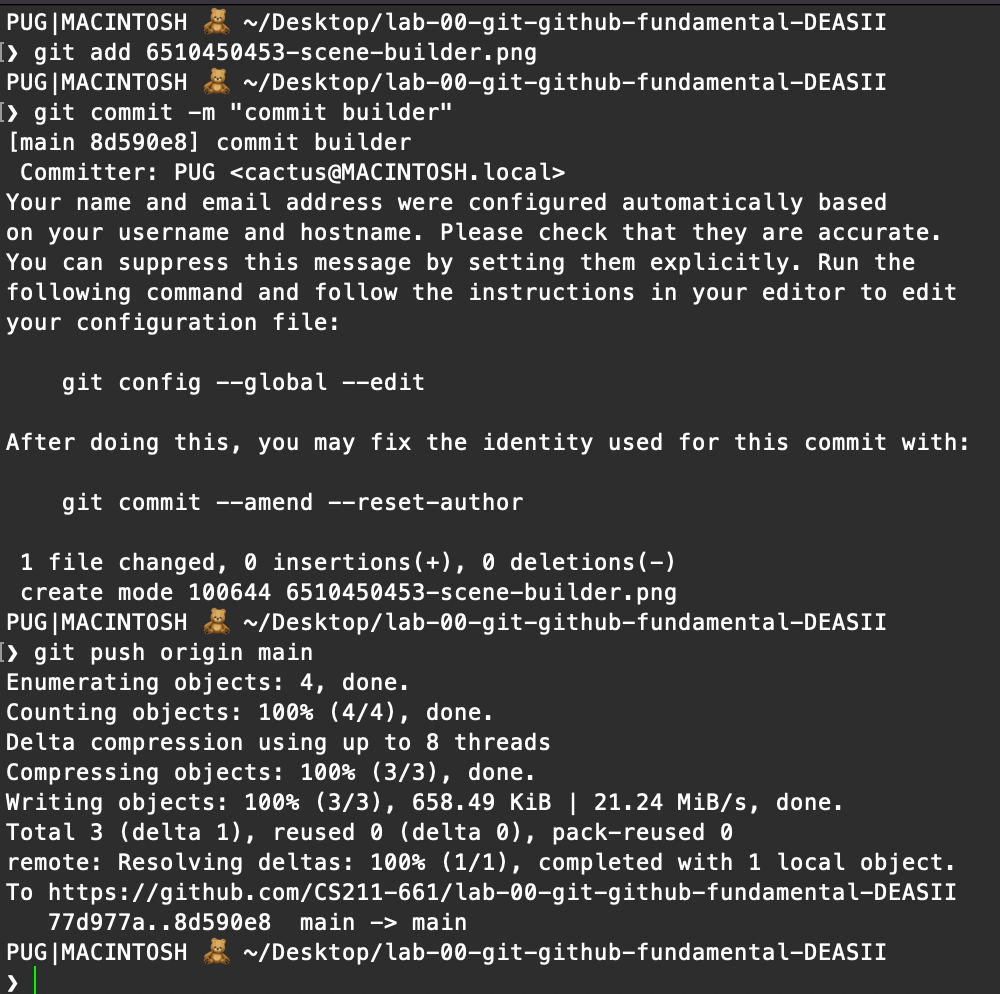 PUG|MACINTOSH 🧸 ~/Desktop/lab-00-git-github-fundamental-DEASII
[❯ git add 6510450453-scene-builder.png
PUG|MACINTOSH 🧸 ~/Desktop/lab-00-git-github-fundamental-DEASII
[❯ git commit -m "commit builder"
[main 8d590e8] commit builder
 Committer: PUG <cactus@MACINTOSH.local>
Your name and email address were configured automatically based
on your username and hostname. Please check that they are accurate.
You can suppress this message by setting them explicitly. Run the
following command and follow the instructions in your editor to edit
your configuration file:

    git config --global --edit

After doing this, you may fix the identity used for this commit with:

    git commit --amend --reset-author

 1 file changed, 0 insertions(+), 0 deletions(-)
 create mode 100644 6510450453-scene-builder.png
PUG|MACINTOSH 🧸 ~/Desktop/lab-00-git-github-fundamental-DEASII
[❯ git push origin main
Enumerating objects: 4, done.
Counting objects: 100% (4/4), done.
Delta compression using up to 8 threads
Compressing objects: 100% (3/3), done.
Writing objects: 100% (3/3), 658.49 KiB | 21.24 MiB/s, done.
Total 3 (delta 1), reused 0 (delta 0), pack-reused 0
remote: Resolving deltas: 100% (1/1), completed with 1 local object.
To https://github.com/CS211-661/lab-00-git-github-fundamental-DEASII
   77d977a..8d590e8  main -> main
PUG|MACINTOSH 🧸 ~/Desktop/lab-00-git-github-fundamental-DEASII
❯